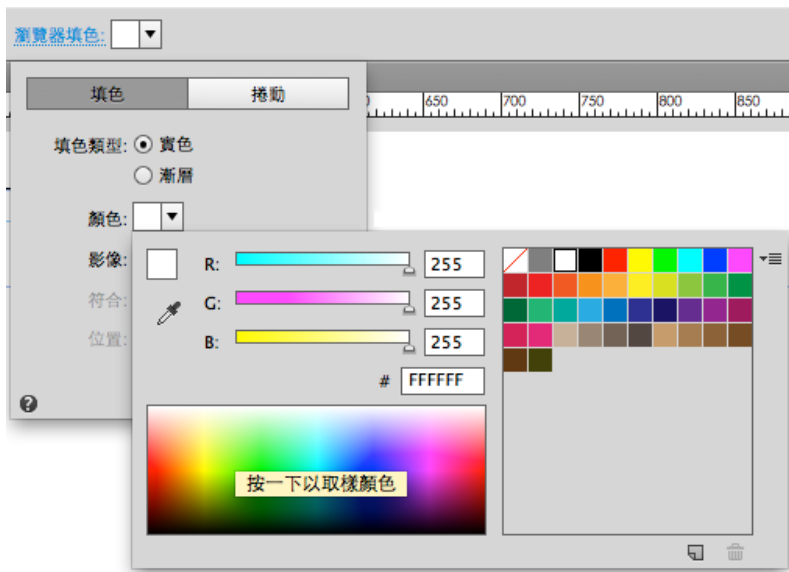 瀏覽器填色:
填色 捲動
650 700 750 800 850
填色類型: 實色
漸層
顏色:
影像:
符合:
位置:
R: 255
G: 255
B: 255
# FFFFFF
按一下以取樣顏色
?